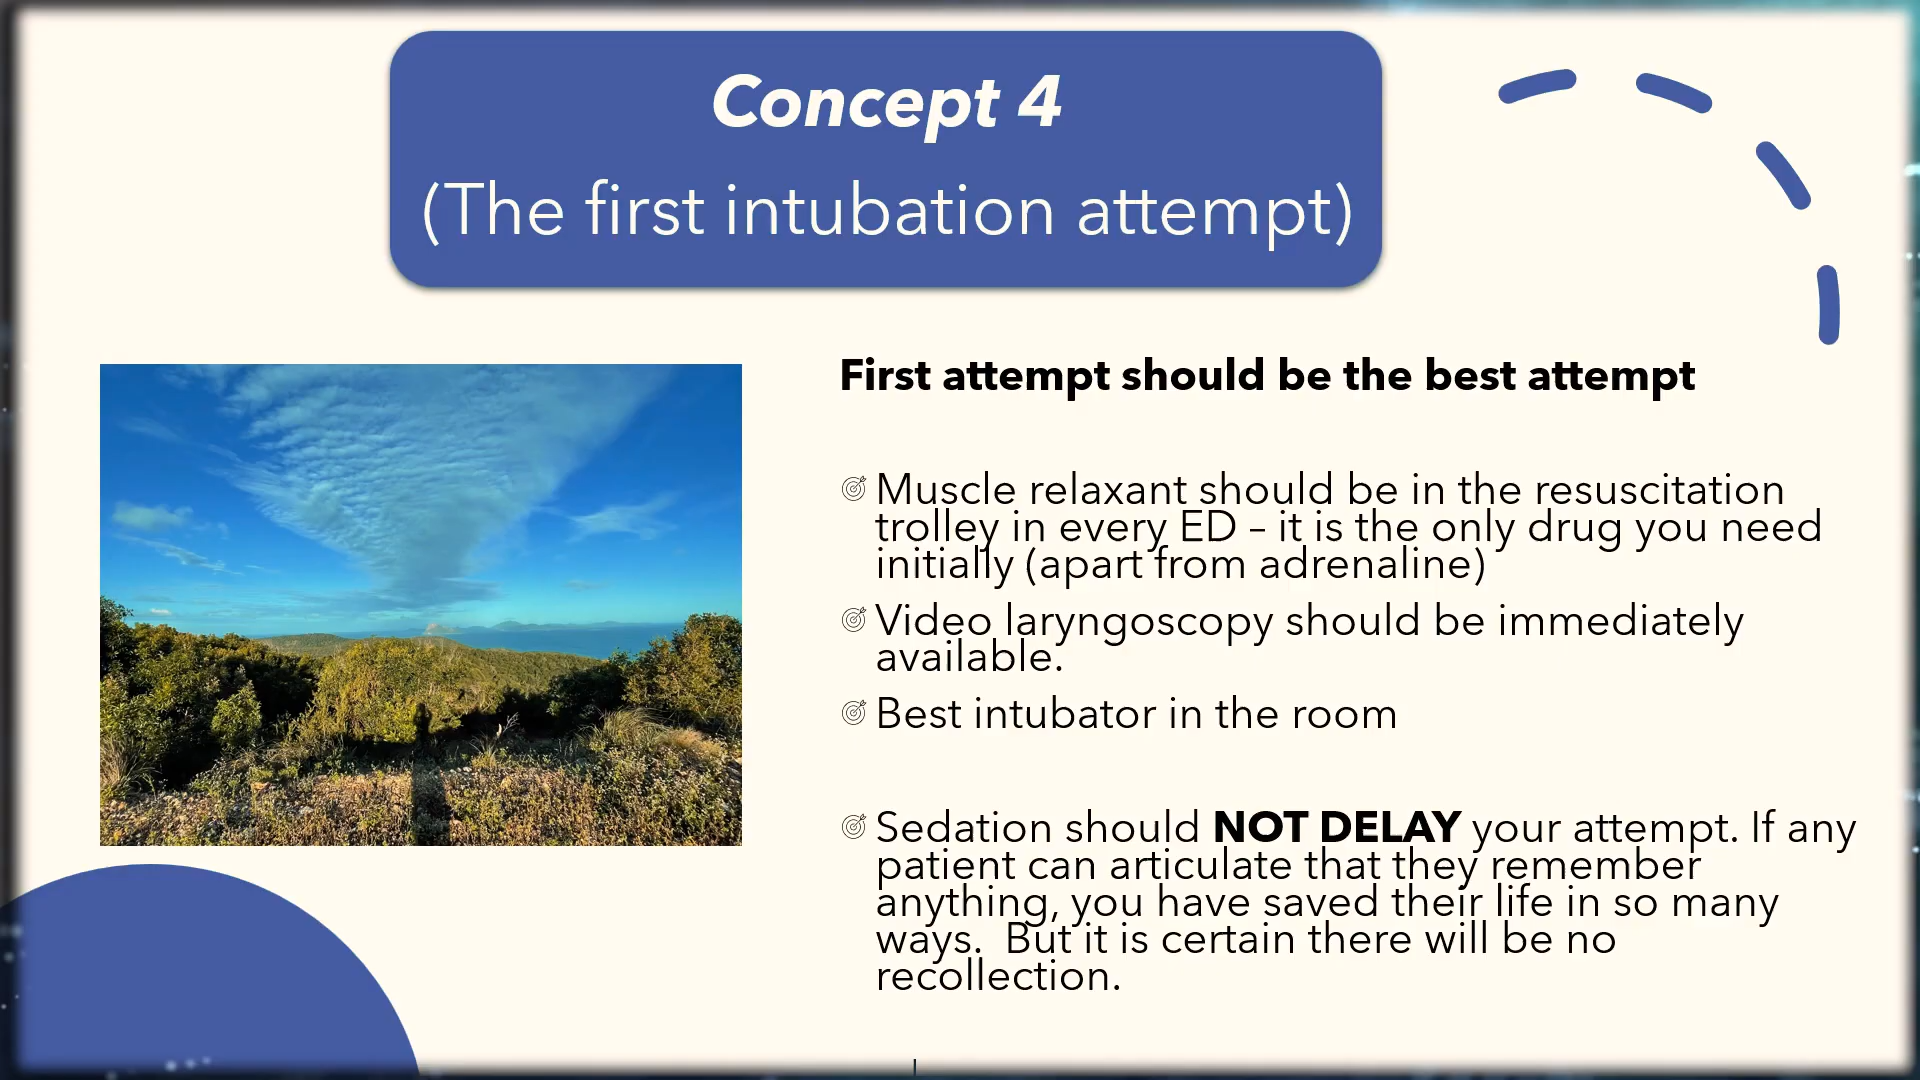 Concept 4
(The first intubation attempt)
First attempt should be the best attempt
Muscle relaxant should be in the resuscitation
trolley in every ED – it is the only drug you need
initially (apart from adrenaline)
Video laryngoscopy should be immediately
available.
Best intubator in the room
Sedation should NOT DELAY your attempt. If any
patient can articulate that they remember
anything, you have saved their life in so many
ways.  But it is certain there will be no
recollection.